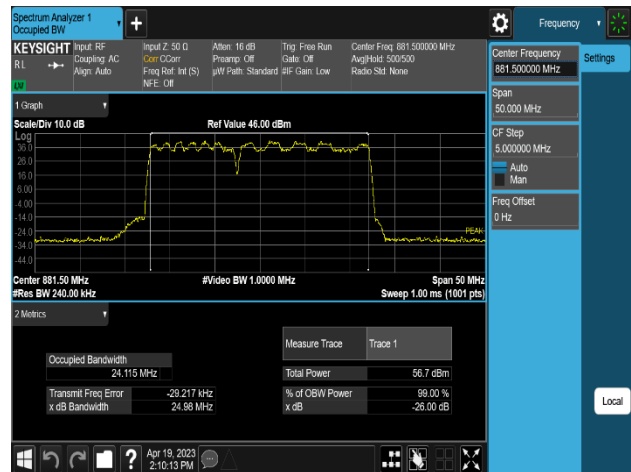 Spectrum Analyzer 1
Occupied BW
Frequency
KEYSIGHT
RL
LXI
Input: RF
Coupling: AC
Align: Auto
Input Z: 50 Ω
Corr CCorr
Freq Ref: Int (S)
NFE: Off
Atten: 16 dB
Preamp: Off
µW Path: Standard
Trig: Free Run
Gate: Off
#IF Gain: Low
Center Freq: 881.500000 MHz
Avg|Hold: 500/500
Radio Std: None
Center Frequency
881.500000 MHz
Settings
Span
50.000 MHz
CF Step
5.000000 MHz
Auto
Man
Freq Offset
0 Hz
Local
1 Graph
Scale/Div 10.0 dB
Ref Value 46.00 dBm
Log
36.0
26.0
16.0
6.00
-4.00
-14.0
-24.0
-34.0
-44.0
PEAK
Center 881.50 MHz
#Video BW 1.0000 MHz
Span 50 MHz
#Res BW 240.00 kHz
Sweep 1.00 ms (1001 pts)
2 Metrics
Measure Trace
Trace 1
Occupied Bandwidth
24.115 MHz
Total Power
56.7 dBm
Transmit Freq Error
-29.217 kHz
% of OBW Power
99.00 %
x dB Bandwidth
24.98 MHz
x dB
-26.00 dB
?
Apr 19, 2023
2:10:13 PM